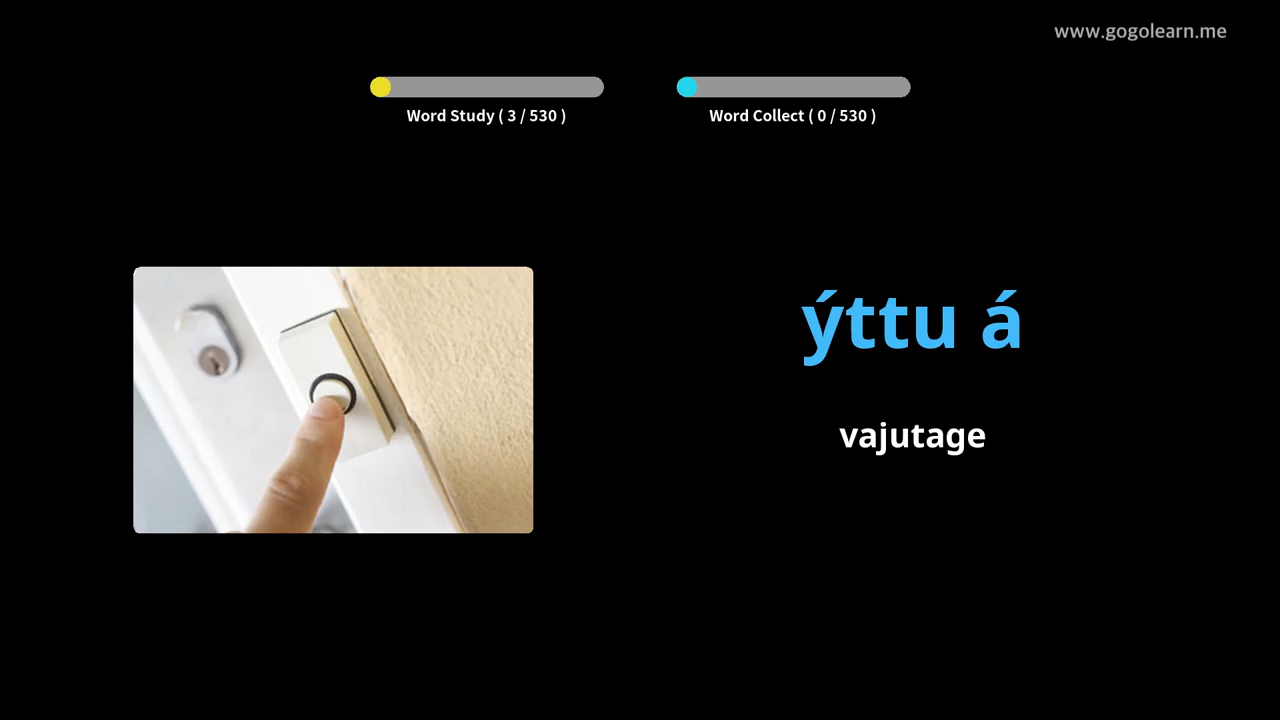 www.gogolearn.me
Word Study ( 3 / 530 )
Word Collect ( 0 / 530 )
ýttu á
vajutage